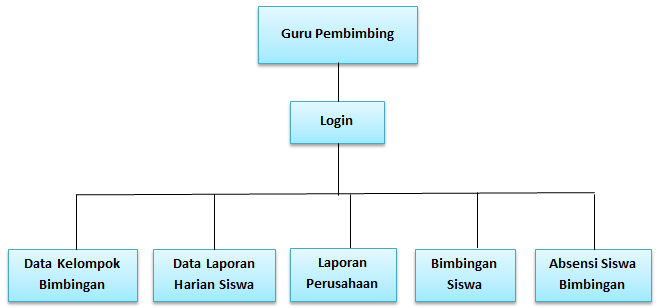 Guru Pembimbing
Login
Data Kelompok
Bimbingan
Data Laporan
Harian Siswa
Laporan
Perusahaan
Bimbingan
Siswa
Absensi Siswa
Bimbingan